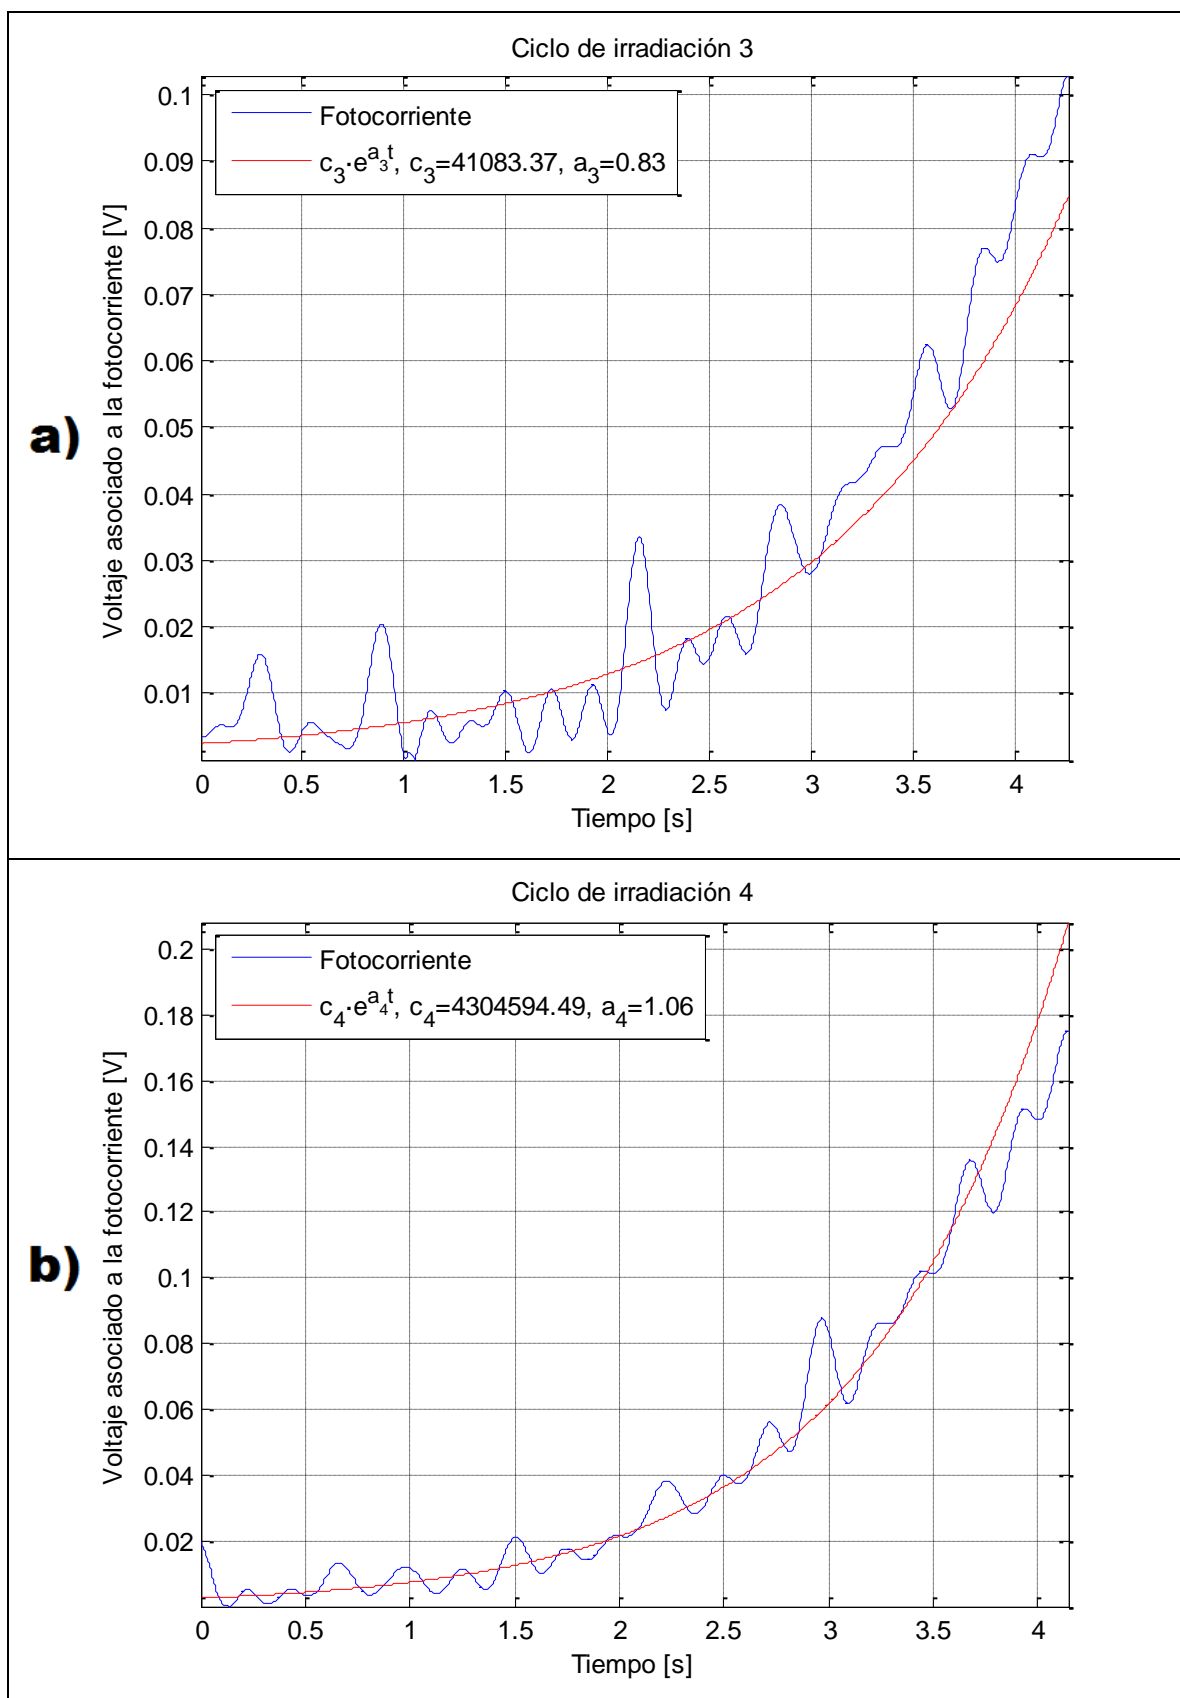 Ciclo de irradiación 3
Fotocorriente
c3·e^a3t, c3=41083.37, a3=0.83
Voltaje asociado a la fotocorriente [V]
a)
0.1
0.09
0.08
0.07
0.06
0.05
0.04
0.03
0.02
0.01
0 0.5 1 1.5 2 2.5 3 3.5 4
Tiempo [s]
Ciclo de irradiación 4
Fotocorriente
c4·e^a4t, c4=4304594.49, a4=1.06
Voltaje asociado a la fotocorriente [V]
b)
0.2
0.18
0.16
0.14
0.12
0.1
0.08
0.06
0.04
0.02
0 0.5 1 1.5 2 2.5 3 3.5 4
Tiempo [s]